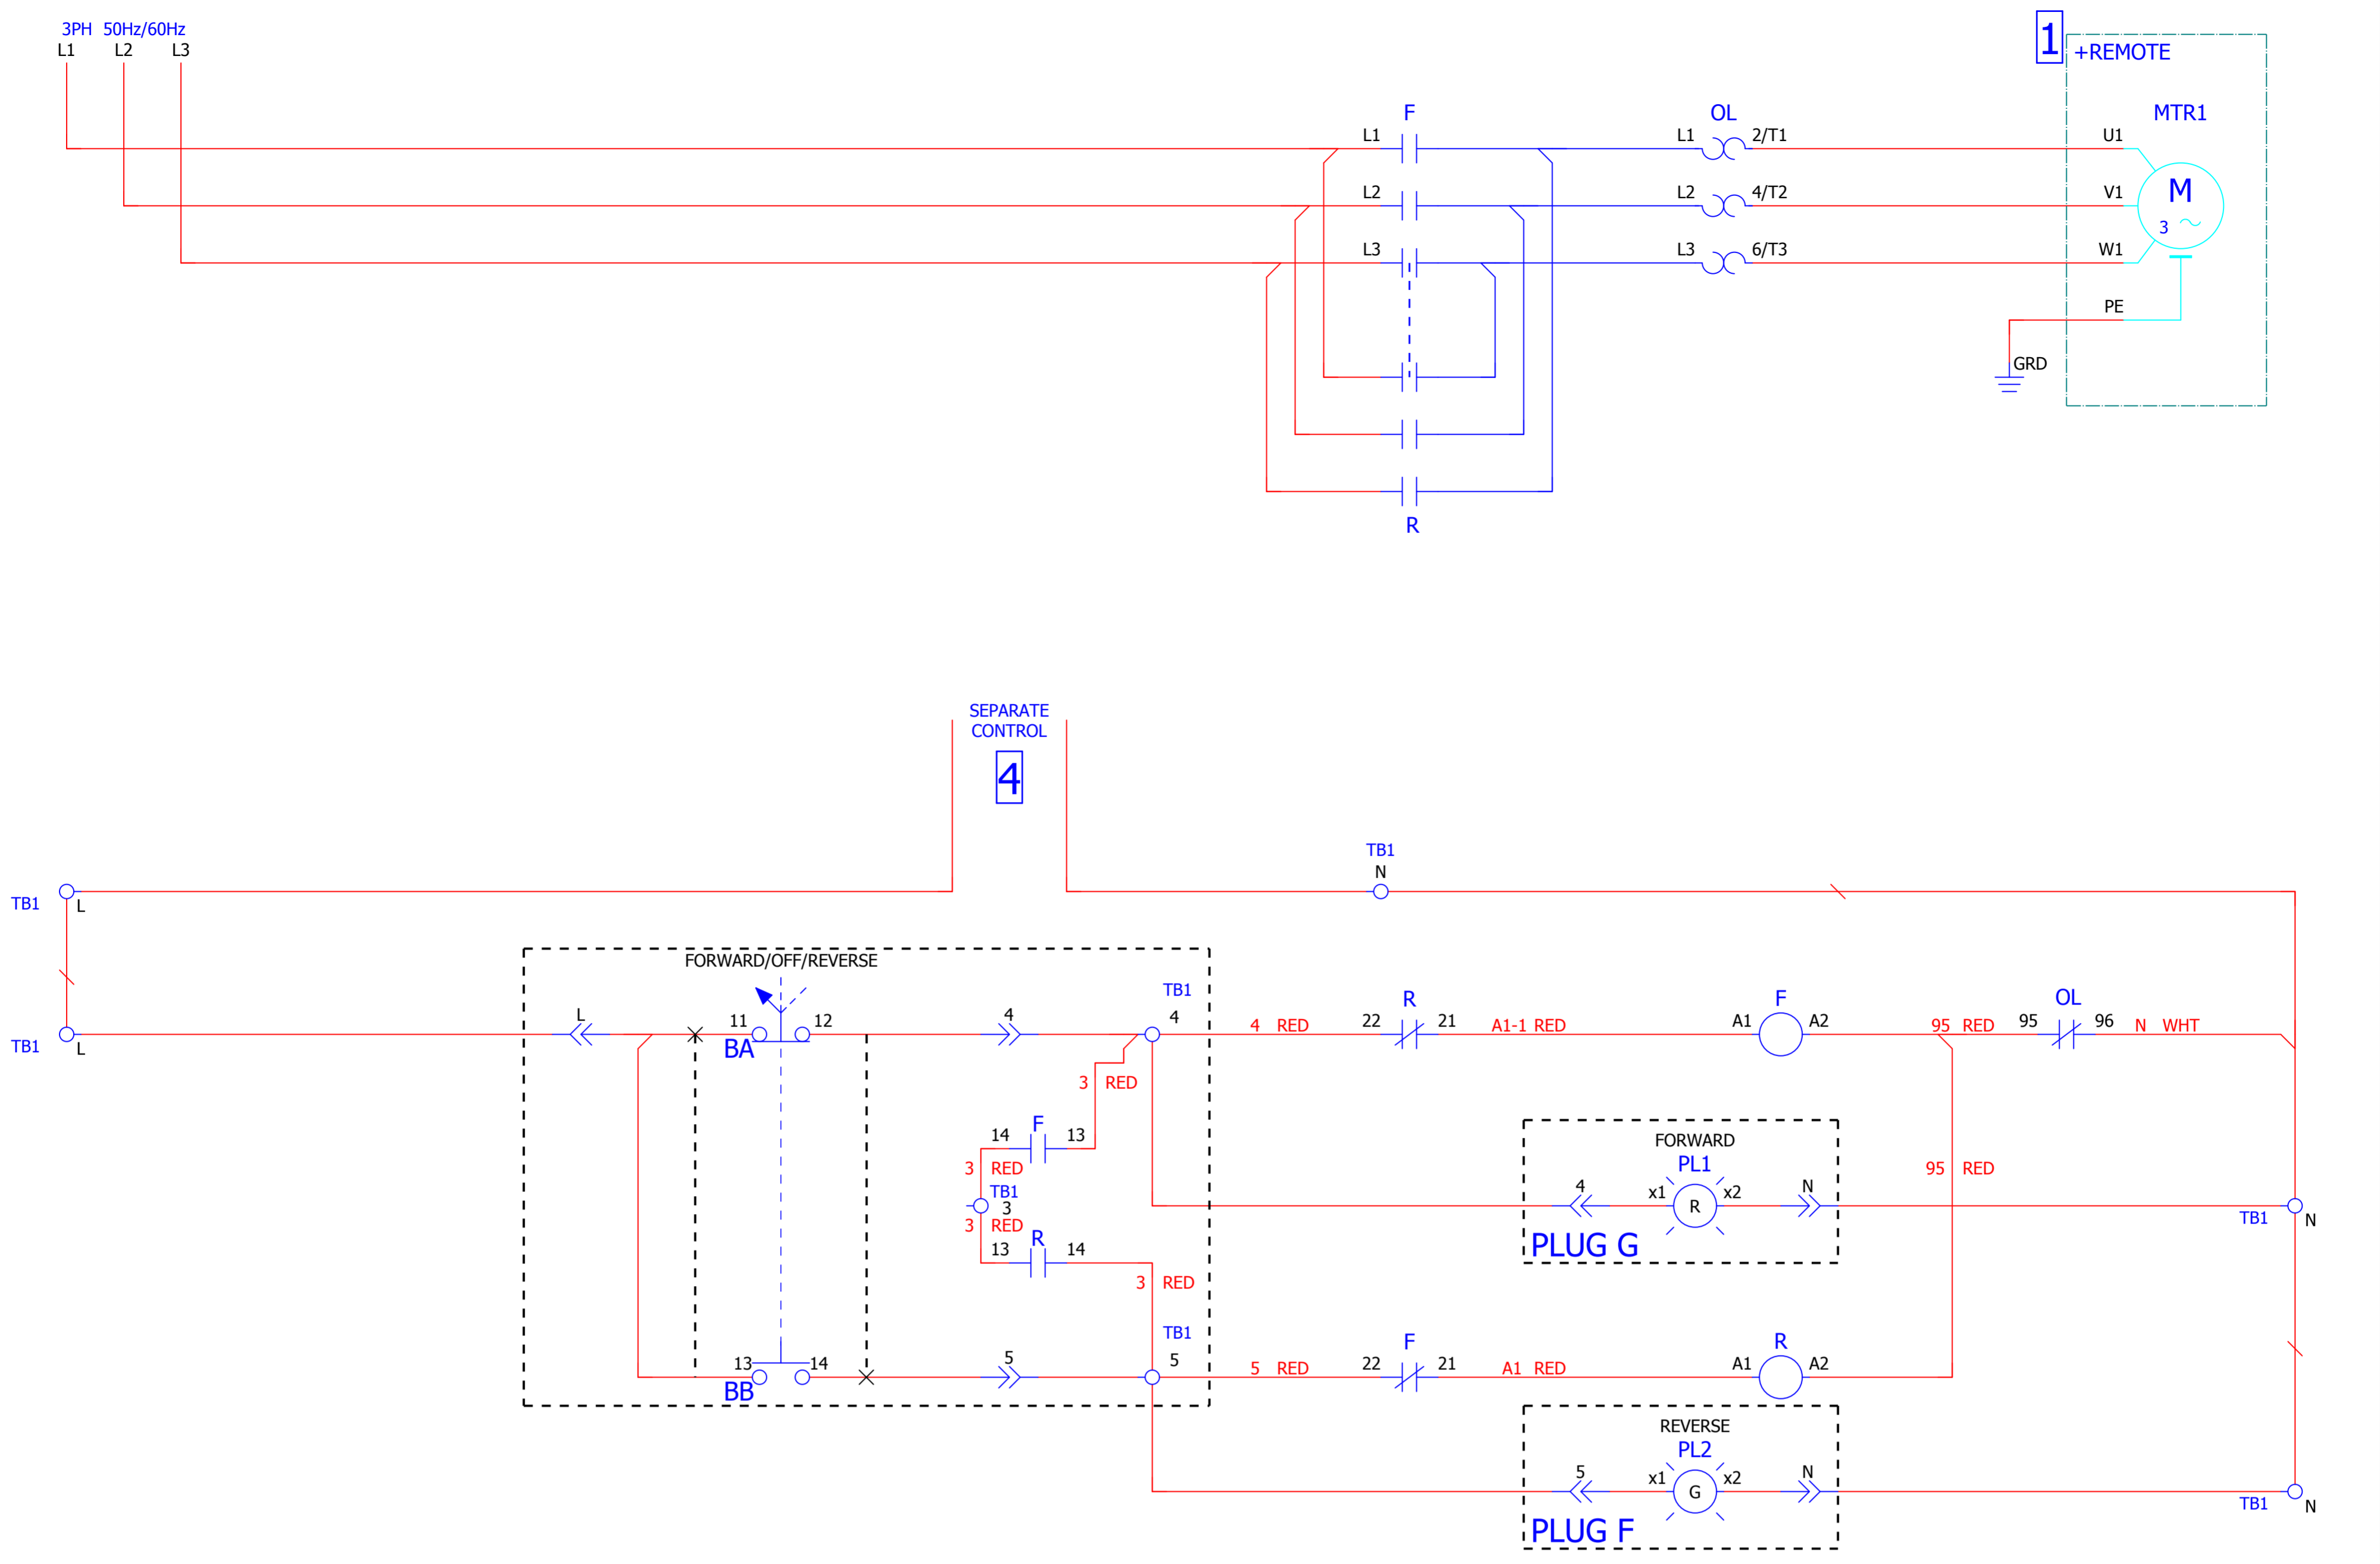 3PH 50Hz/60Hz
L1 L2 L3
1
+REMOTE
F OL MTR1
L1 L1 2/T1 U1
L2 L2 4/T2 V1
M
3
L3 L3 6/T3 W1
PE
GRD
R
SEPARATE
CONTROL
4
TB1
N
TB1 L
FORWARD/OFF/REVERSE
TB1
4
TB1 L
L
11 12
BA
4
4 RED
R
22 21
A1-1 RED
F
A1 A2
95 RED
OL
95 96
N WHT
3 RED
F
14 13
3 RED
TB1
3
3 RED
R
13 14
3 RED
FORWARD
PL1
4 x1 R x2 N
PLUG G
95 RED
TB1 N
TB1
5
13 14
BB
5
5 RED
F
22 21
A1 RED
R
A1 A2
REVERSE
PL2
5 x1 G x2 N
PLUG F
TB1 N